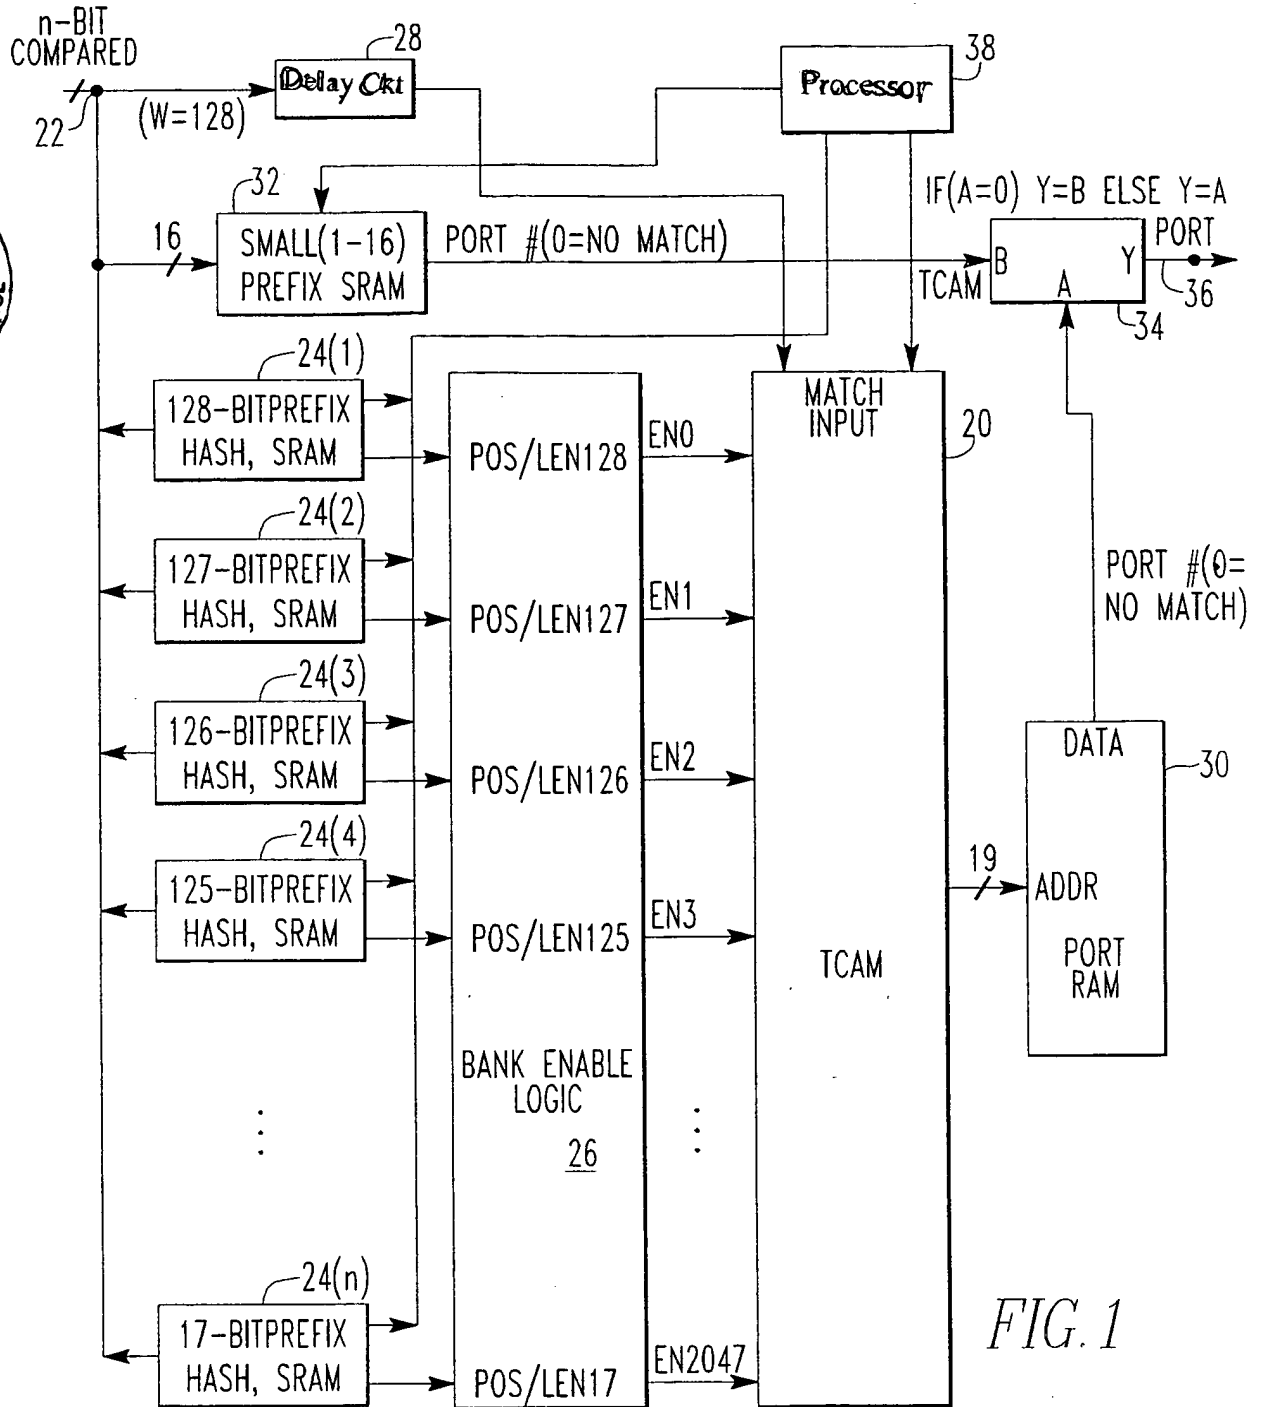 n-BIT
COMPARED
22
(W=128)
28
Delay Ckt
38
Processor
32
16
SMALL(1-16)
PREFIX SRAM
PORT #(0=NO MATCH)
IF(A=0) Y=B ELSE Y=A
TCAM
B
A
Y
PORT
36
34
24(1)
128-BITPREFIX
HASH, SRAM
POS/LEN128
EN0
MATCH
INPUT
20
24(2)
127-BITPREFIX
HASH, SRAM
POS/LEN127
EN1
PORT #(0=
NO MATCH)
24(3)
126-BITPREFIX
HASH, SRAM
POS/LEN126
EN2
DATA
30
24(4)
125-BITPREFIX
HASH, SRAM
POS/LEN125
EN3
TCAM
19
ADDR
PORT
RAM
BANK ENABLE
LOGIC
26
24(n)
17-BITPREFIX
HASH, SRAM
POS/LEN17
EN2047
FIG. 1